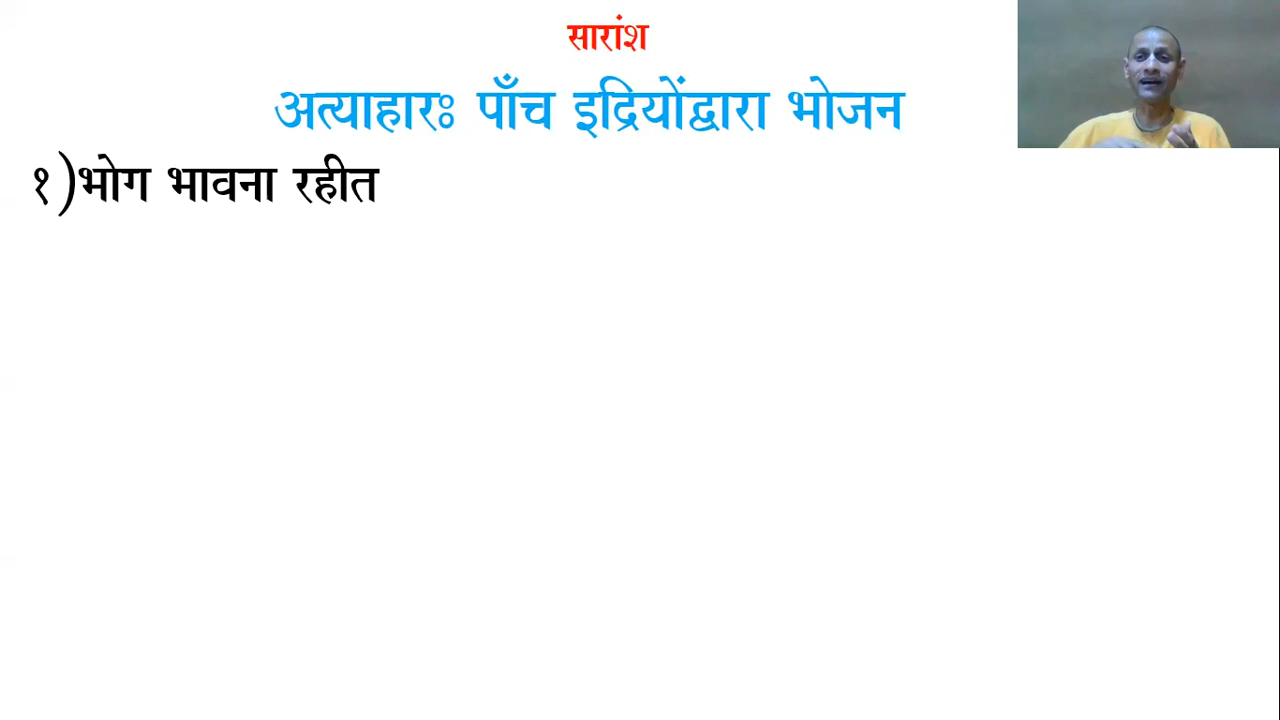 सारांश
अत्याहारः पाँच इद्रियोंद्वारा भोजन
१)भोग भावना रहीत